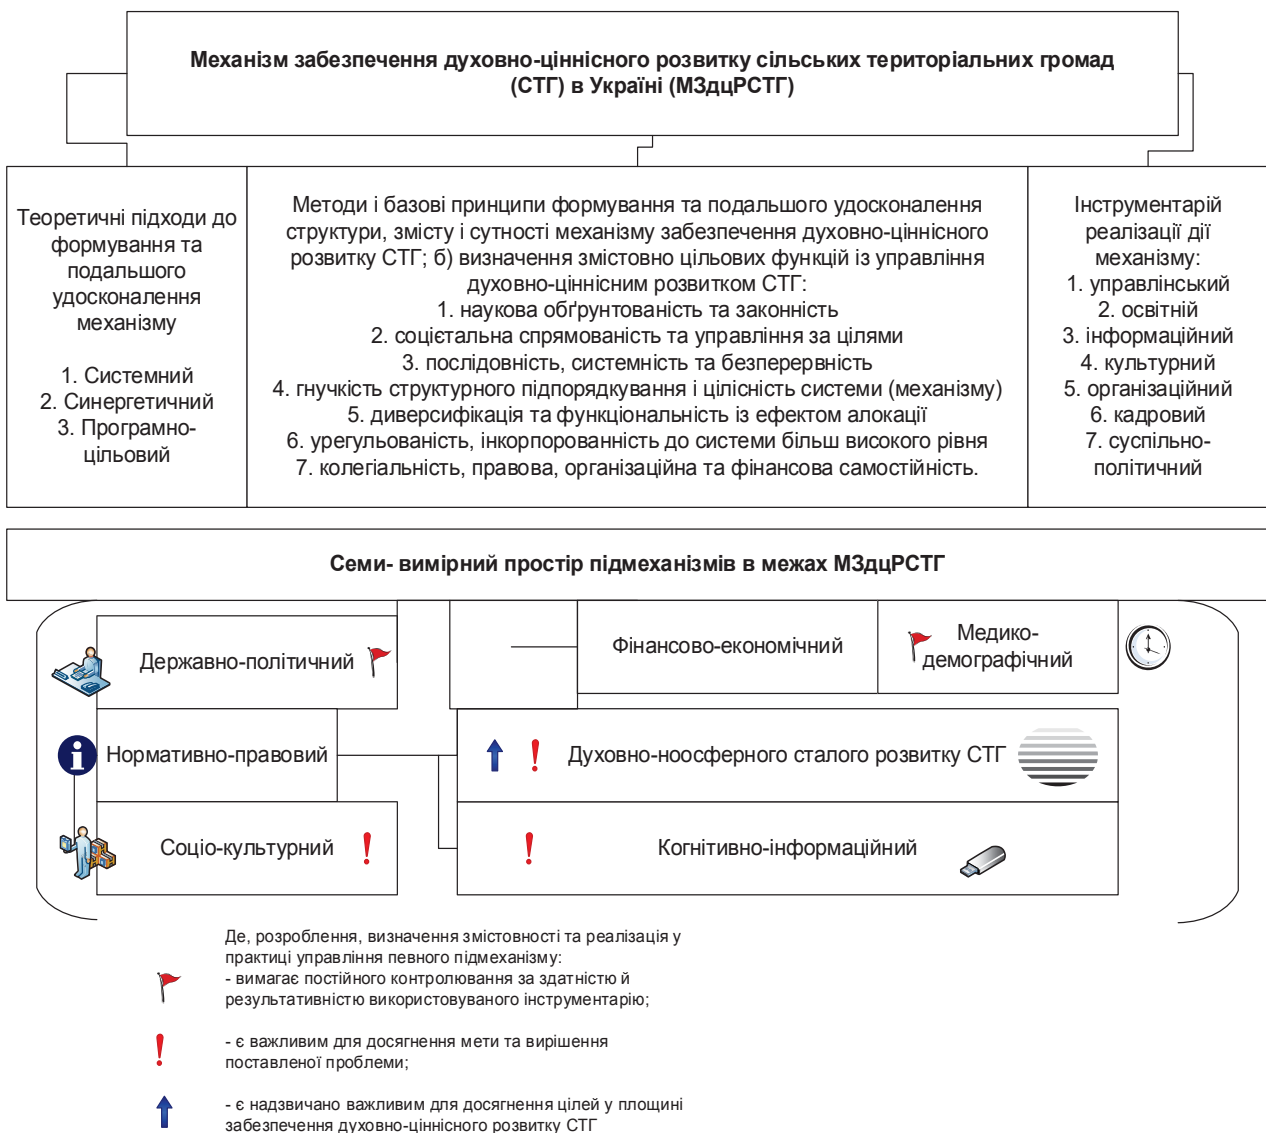 Механізм забезпечення духовно-ціннісного розвитку сільських територіальних громад
(СТГ) в Україні (МЗдцРСТГ)
Теоретичні підходи до
формування та
подальшого
удосконалення
механізму
1. Системний
2. Синергетичний
3. Програмно-
цільовий
Методи і базові принципи формування та подальшого удосконалення
структури, змісту і сутності механізму забезпечення духовно-ціннісного
розвитку СТГ; б) визначення змістовно цільових функцій із управління
духовно-ціннісним розвитком СТГ:
1. наукова обґрунтованість та законність
2. соцієтальна спрямованість та управління за цілями
3. послідовність, системність та безперервність
4. гнучкість структурного підпорядкування і цілісність системи (механізму)
5. диверсифікація та функціональність із ефектом алокації
6. урегульованість, інкорпорованність до системи більш високого рівня
7. колегіальність, правова, організаційна та фінансова самостійність.
Інструментарій
реалізації дії
механізму:
1. управлінський
2. освітній
3. інформаційний
4. культурний
5. організаційний
6. кадровий
7. суспільно-
політичний
Семи- вимірний простір підмеханізмів в межах МЗдцРСТГ
Державно-політичний
Фінансово-економічний
Медико-
демографічний
Нормативно-правовий
Духовно-ноосферного сталого розвитку СТГ
Соціо-культурний
Когнітивно-інформаційний
Де, розроблення, визначення змістовності та реалізація у
практиці управління певного підмеханізму:
- вимагає постійного контролювання за здатністю й
результативністю використовуваного інструментарію;
- є важливим для досягнення мети та вирішення
поставленої проблеми;
- є надзвичано важливим для досягнення цілей у площині
забезпечення духовно-ціннісного розвитку СТГ